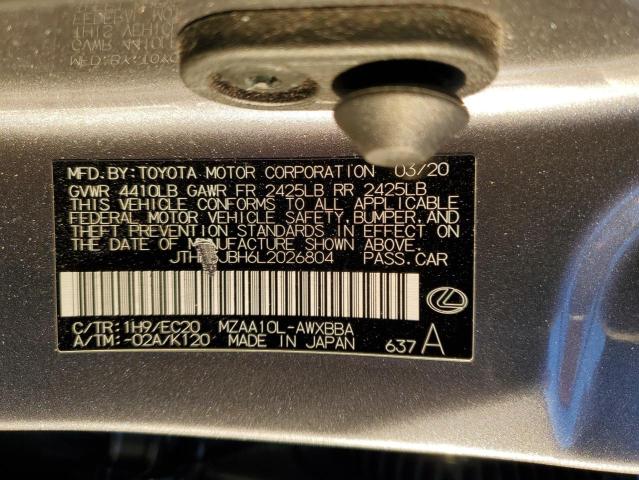 MFD.BY:TOYOTA MOTOR CORPORATION 03/20
GVWR 4410LB GAWR FR 2425LB RR 2425LB
THIS VEHICLE CONFORMS TO ALL APPLICABLE
FEDERAL MOTOR VEHICLE SAFETY, BUMPER, AND
THEFT PREVENTION STANDARDS IN EFFECT ON
THE DATE OF MANUFACTURE SHOWN ABOVE.
PASS.CAR
C/TR: 1H9/EC20 MZAA10L-AWXBBA
A/TM: -02A/K120 MADE IN JAPAN 637 A